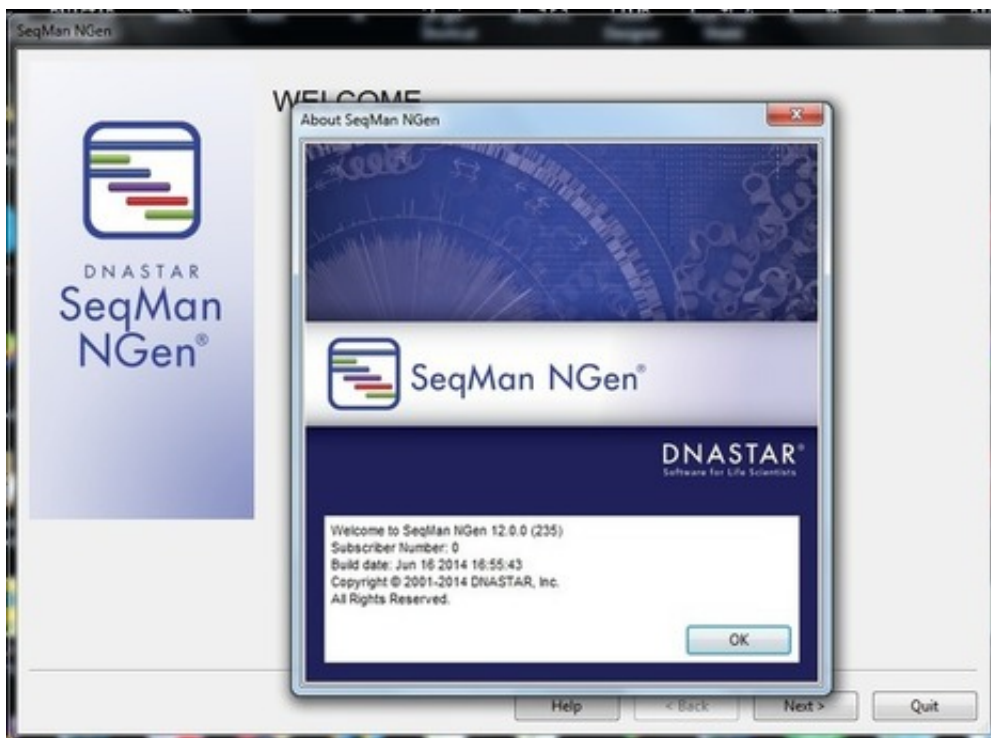 SeqMan NGen
WELCOME
About SeqMan NGen
DNASTAR
SeqMan
NGen®
SeqMan NGen®
DNASTAR®
Software for Life Scientists
Welcome to SeqMan NGen 12.0.0 (235)
Subscriber Number: 0
Build date: Jun 16 2014 16:55:43
Copyright © 2001-2014 DNASTAR, Inc.
All Rights Reserved.
OK
Help
< Back
Next >
Quit